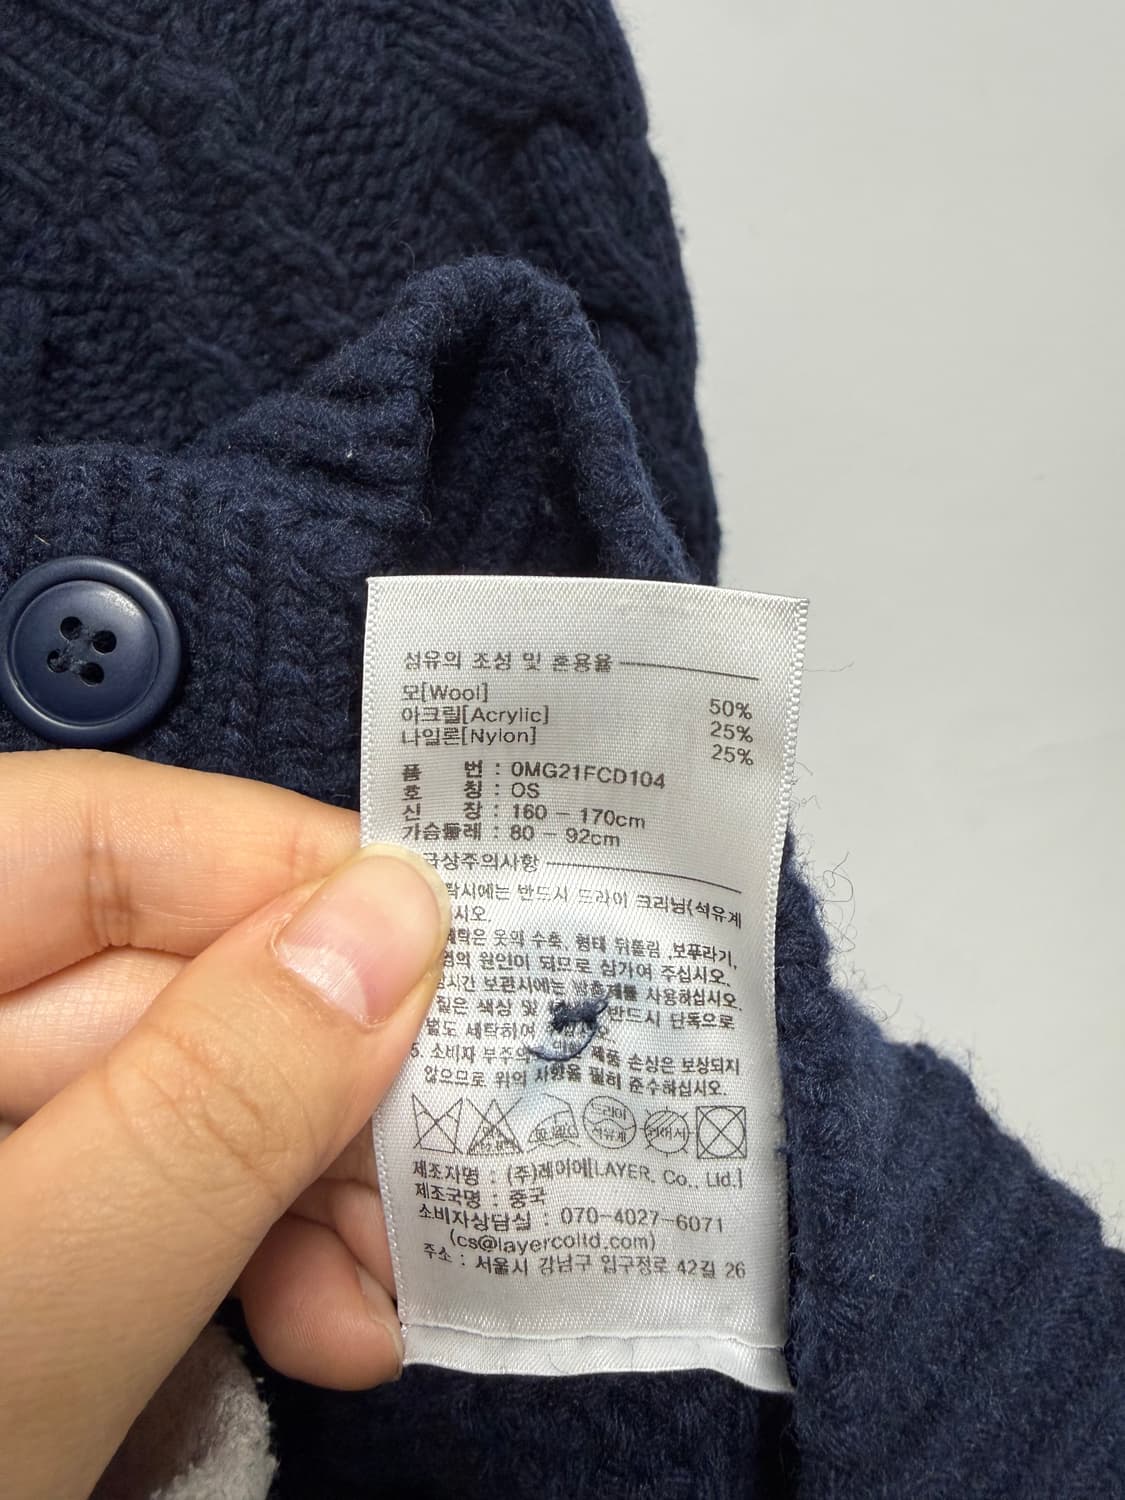 섬유의 조성 및 혼용율
모[Wool] 50%
아크릴[Acrylic] 25%
나일론[Nylon] 25%
품 번 : 0MG21FCD104
호 칭 : OS
신 장 : 160 - 170cm
가슴둘레 : 80 - 92cm
급상주의사항
탁시에는 반드시 드라이 크리닝(석유계
시오.
세탁은 옷의 수축, 형태 뒤틀림 ,보푸라기,
염의 원인이 되므로 삼가여 주십시오.
장시간 보관시에는 방충제를 사용하십시오.
짙은 색상 및 반드시 단독으로
별도 세탁하여
5. 소비자 부주의 제품 손상은 보상되지
않으므로 위의 사항을 필히 준수하십시오.
드라이
석유계
제조자명 : (주)레이어[LAYER. Co., Ltd.]
제조국명 : 중국
소비자상담실 : 070-4027-6071
(cs@layercoltd.com)
주소 : 서울시 강남구 압구정로 42길 26